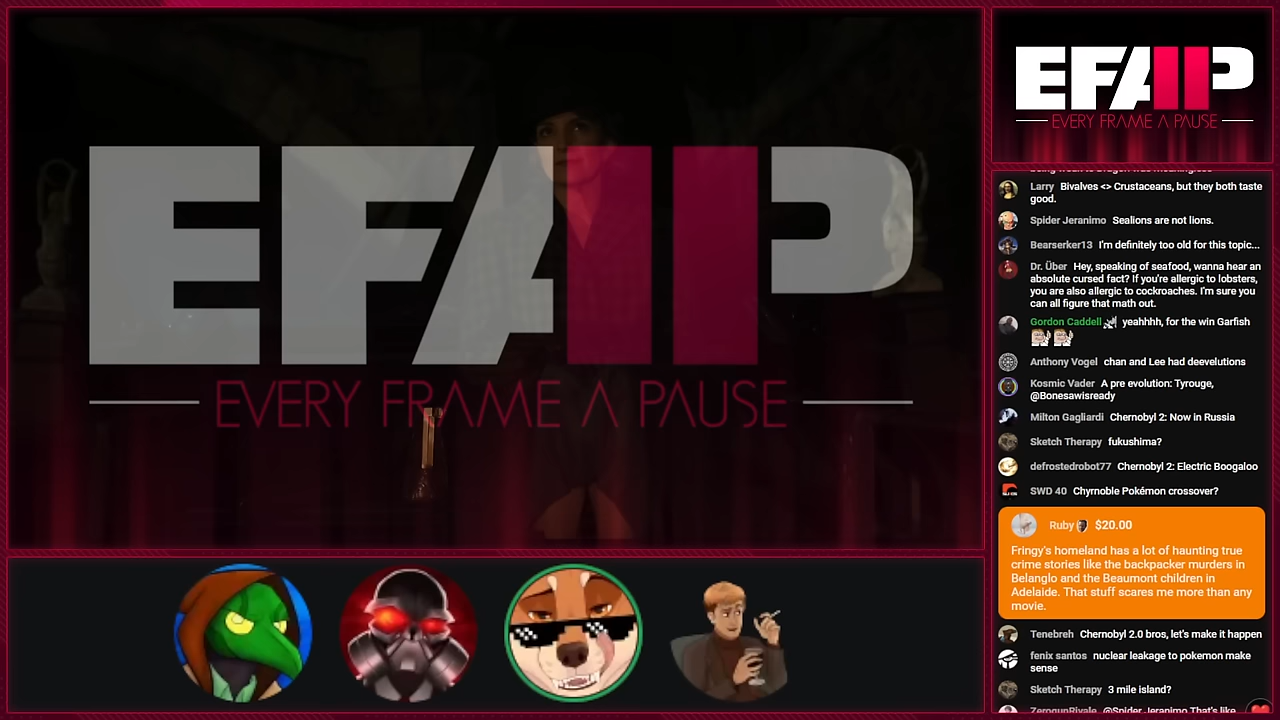 EFAP
EVERY FRAME A PAUSE
EFAP
EVERY FRAME A PAUSE
Larry Bivalves <> Crustaceans, but they both taste
good.
Spider Jeranimo Sealions are not lions.
Bearserker13 I'm definitely too old for this topic...
Dr. Über Hey, speaking of seafood, wanna hear an
absolute cursed fact? If you're allergic to lobsters,
you are also allergic to cockroaches. I'm sure you
can all figure that math out.
Gordon Caddell yeahhhh, for the win Garfish
Anthony Vogel chan and Lee had deevelutions
Kosmic Vader A pre evolution: Tyrouge,
@Bonesawisready
Milton Gagliardi Chernobyl 2: Now in Russia
Sketch Therapy fukushima?
defrostedrobot77 Chernobyl 2: Electric Boogaloo
SWD 40 Chyrnoble Pokémon crossover?
Ruby $20.00
Fringy's homeland has a lot of haunting true
crime stories like the backpacker murders in
Belanglo and the Beaumont children in
Adelaide. That stuff scares me more than any
movie.
Tenebreh Chernobyl 2.0 bros, let's make it happen
fenix santos nuclear leakage to pokemon make
sense
Sketch Therapy 3 mile island?
ZerogunRivale @Spider Jeranimo That's like